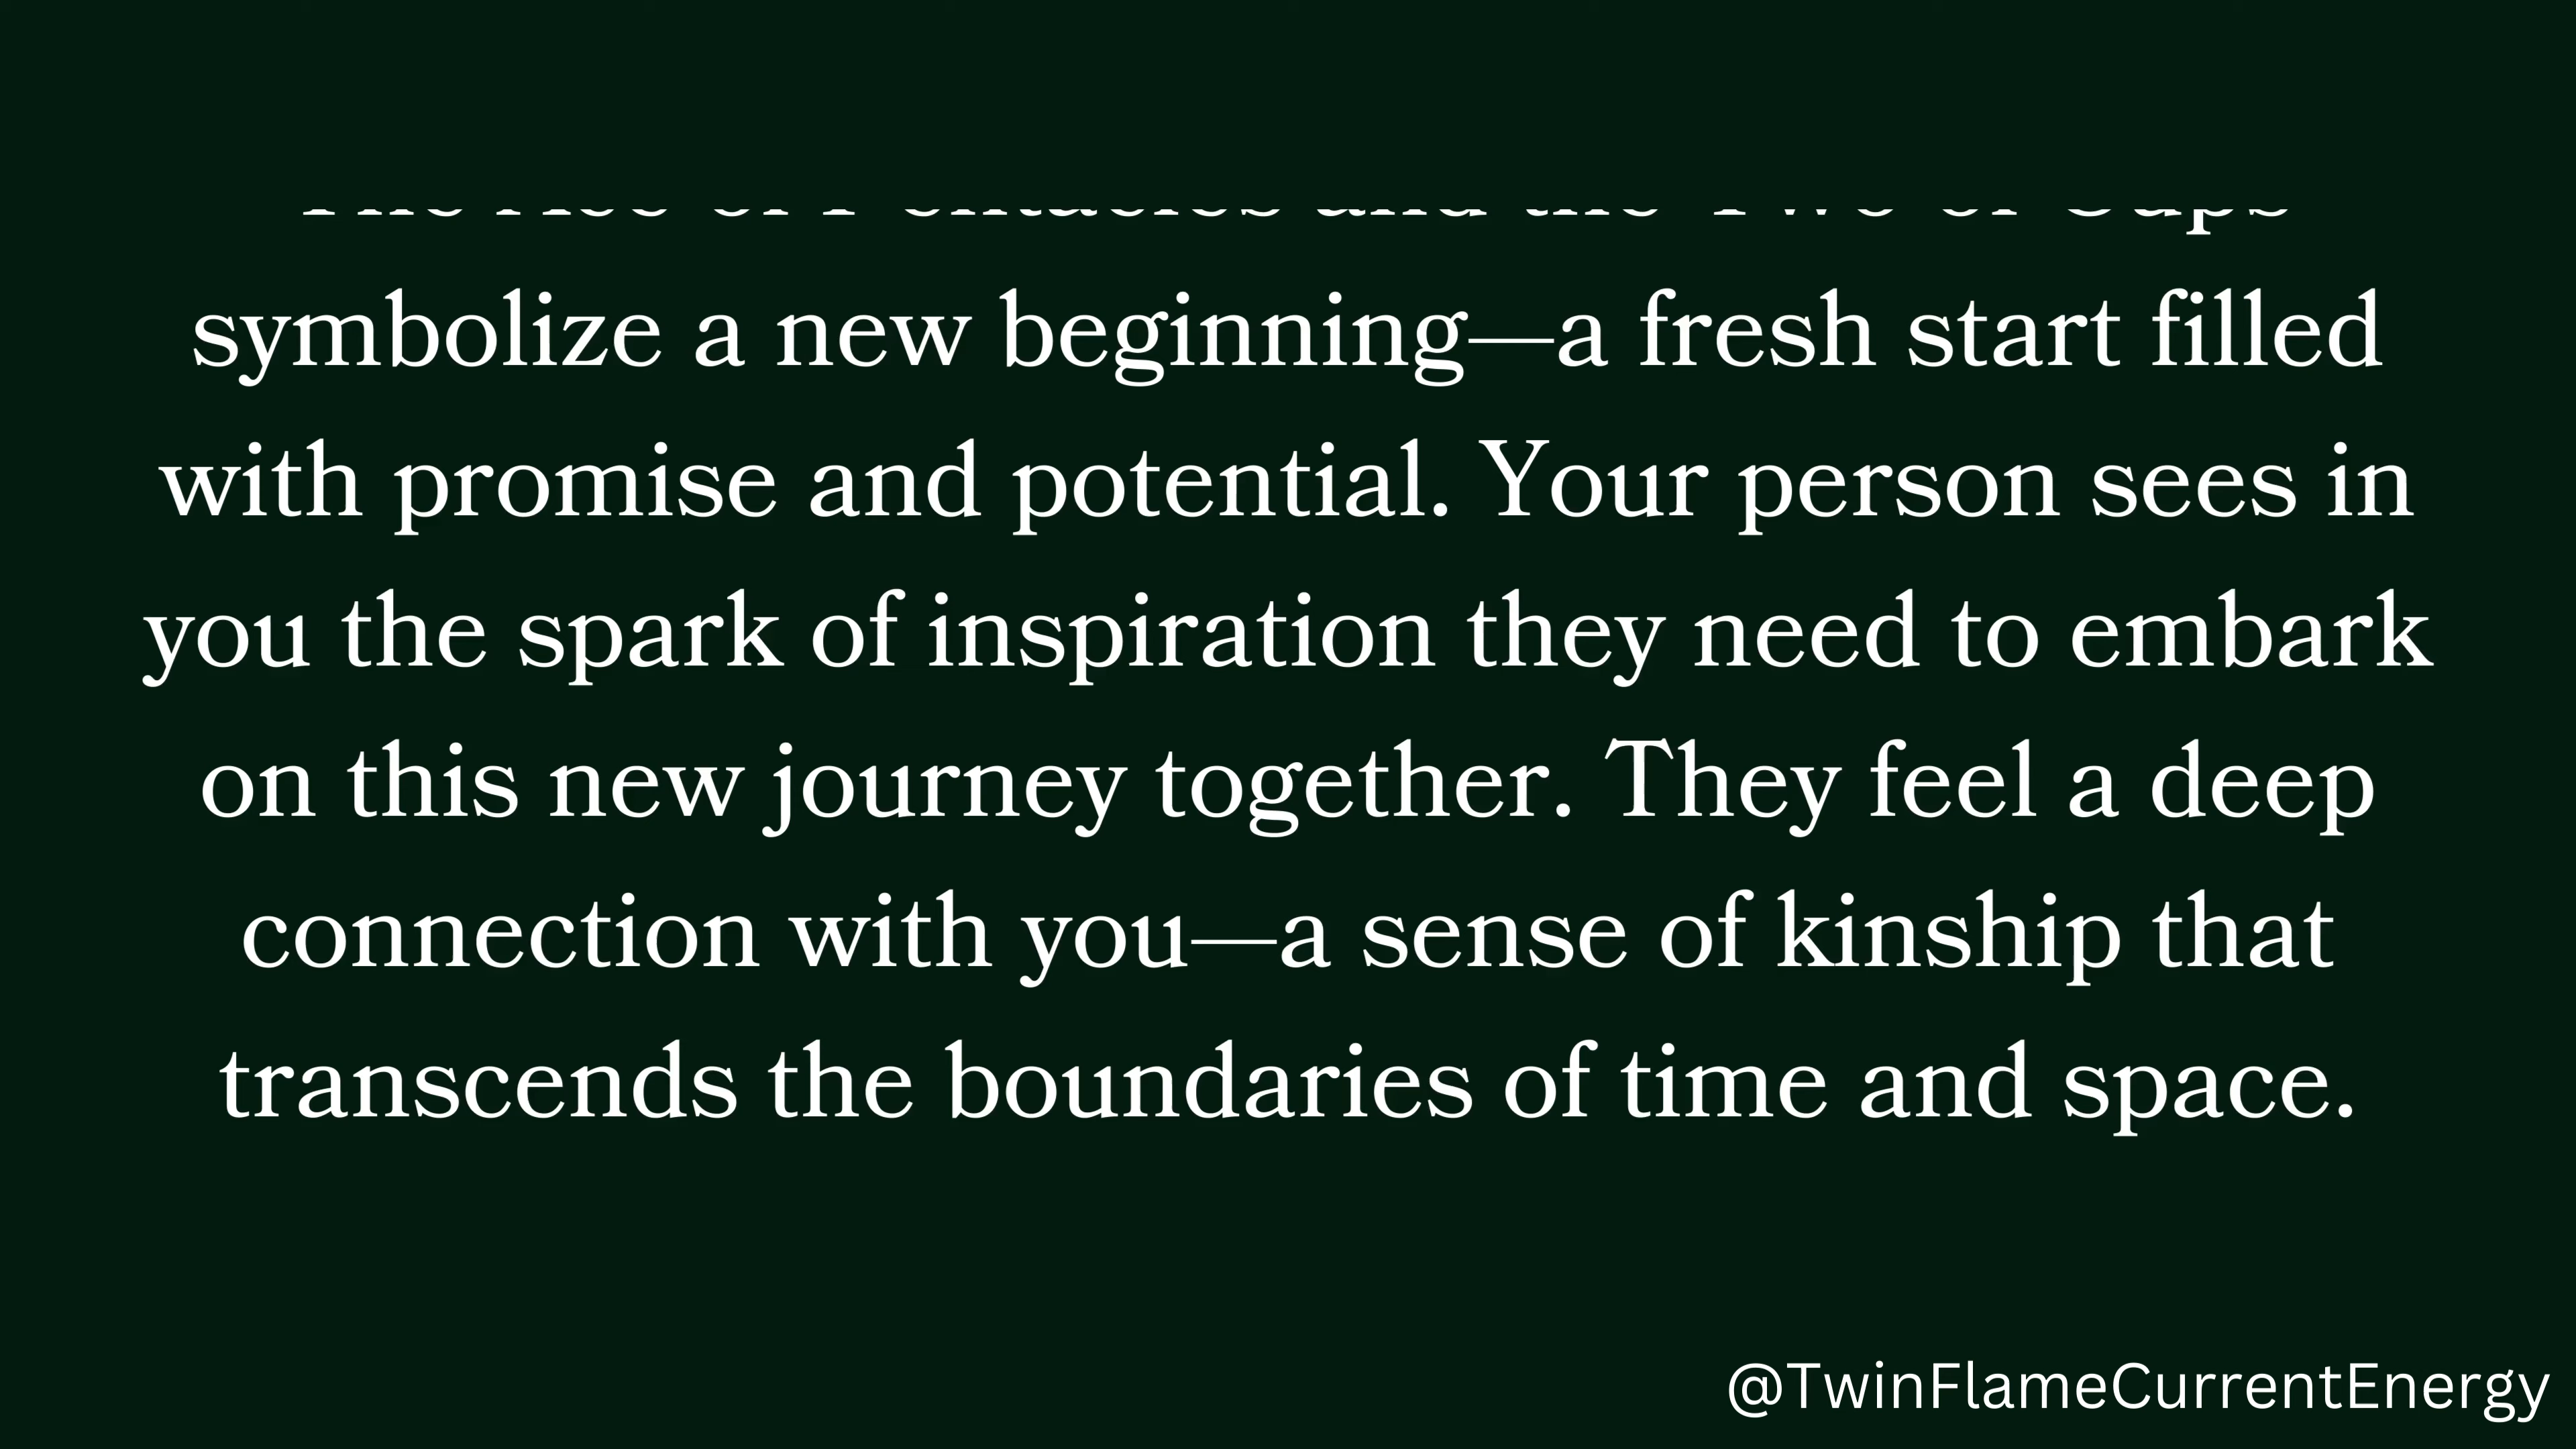 symbolize a new beginning—a fresh start filled
with promise and potential. Your person sees in
you the spark of inspiration they need to embark
on this new journey together. They feel a deep
connection with you—a sense of kinship that
transcends the boundaries of time and space.
@TwinFlameCurrentEnergy